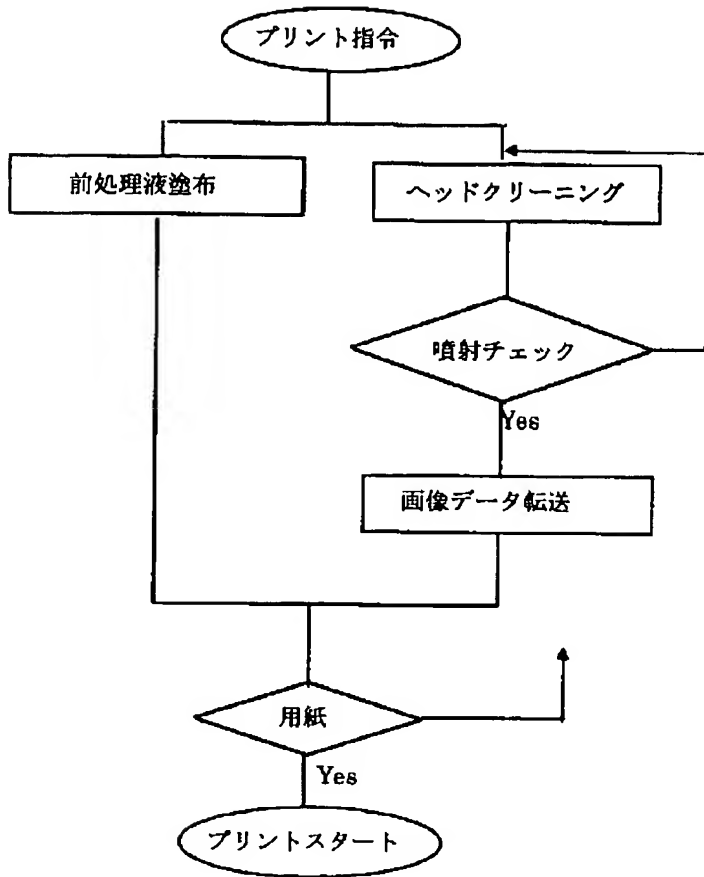 プリント指令
前処理液塗布
ヘッドクリーニング
噴射チェック
Yes
画像データ転送
用紙
Yes
プリントスタート